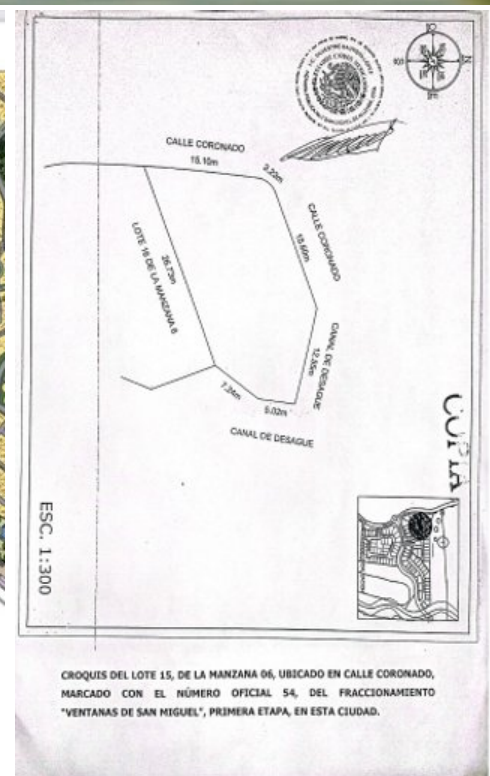 CALLE CORONADO
15.10m
3.22m
CALLE CORONADO
LOTE 16 DE LA MANZANA 6
26.73m
CANAL DE DESAGUE
12.55m
7.24m
5.02m
CANAL DE DESAGUE
COPIA
ESC. 1:300
CROQUIS DEL LOTE 15, DE LA MANZANA 06, UBICADO EN CALLE CORONADO,
MARCADO CON EL NÚMERO OFICIAL 54, DEL FRACCIONAMIENTO
"VENTANAS DE SAN MIGUEL", PRIMERA ETAPA, EN ESTA CIUDAD.